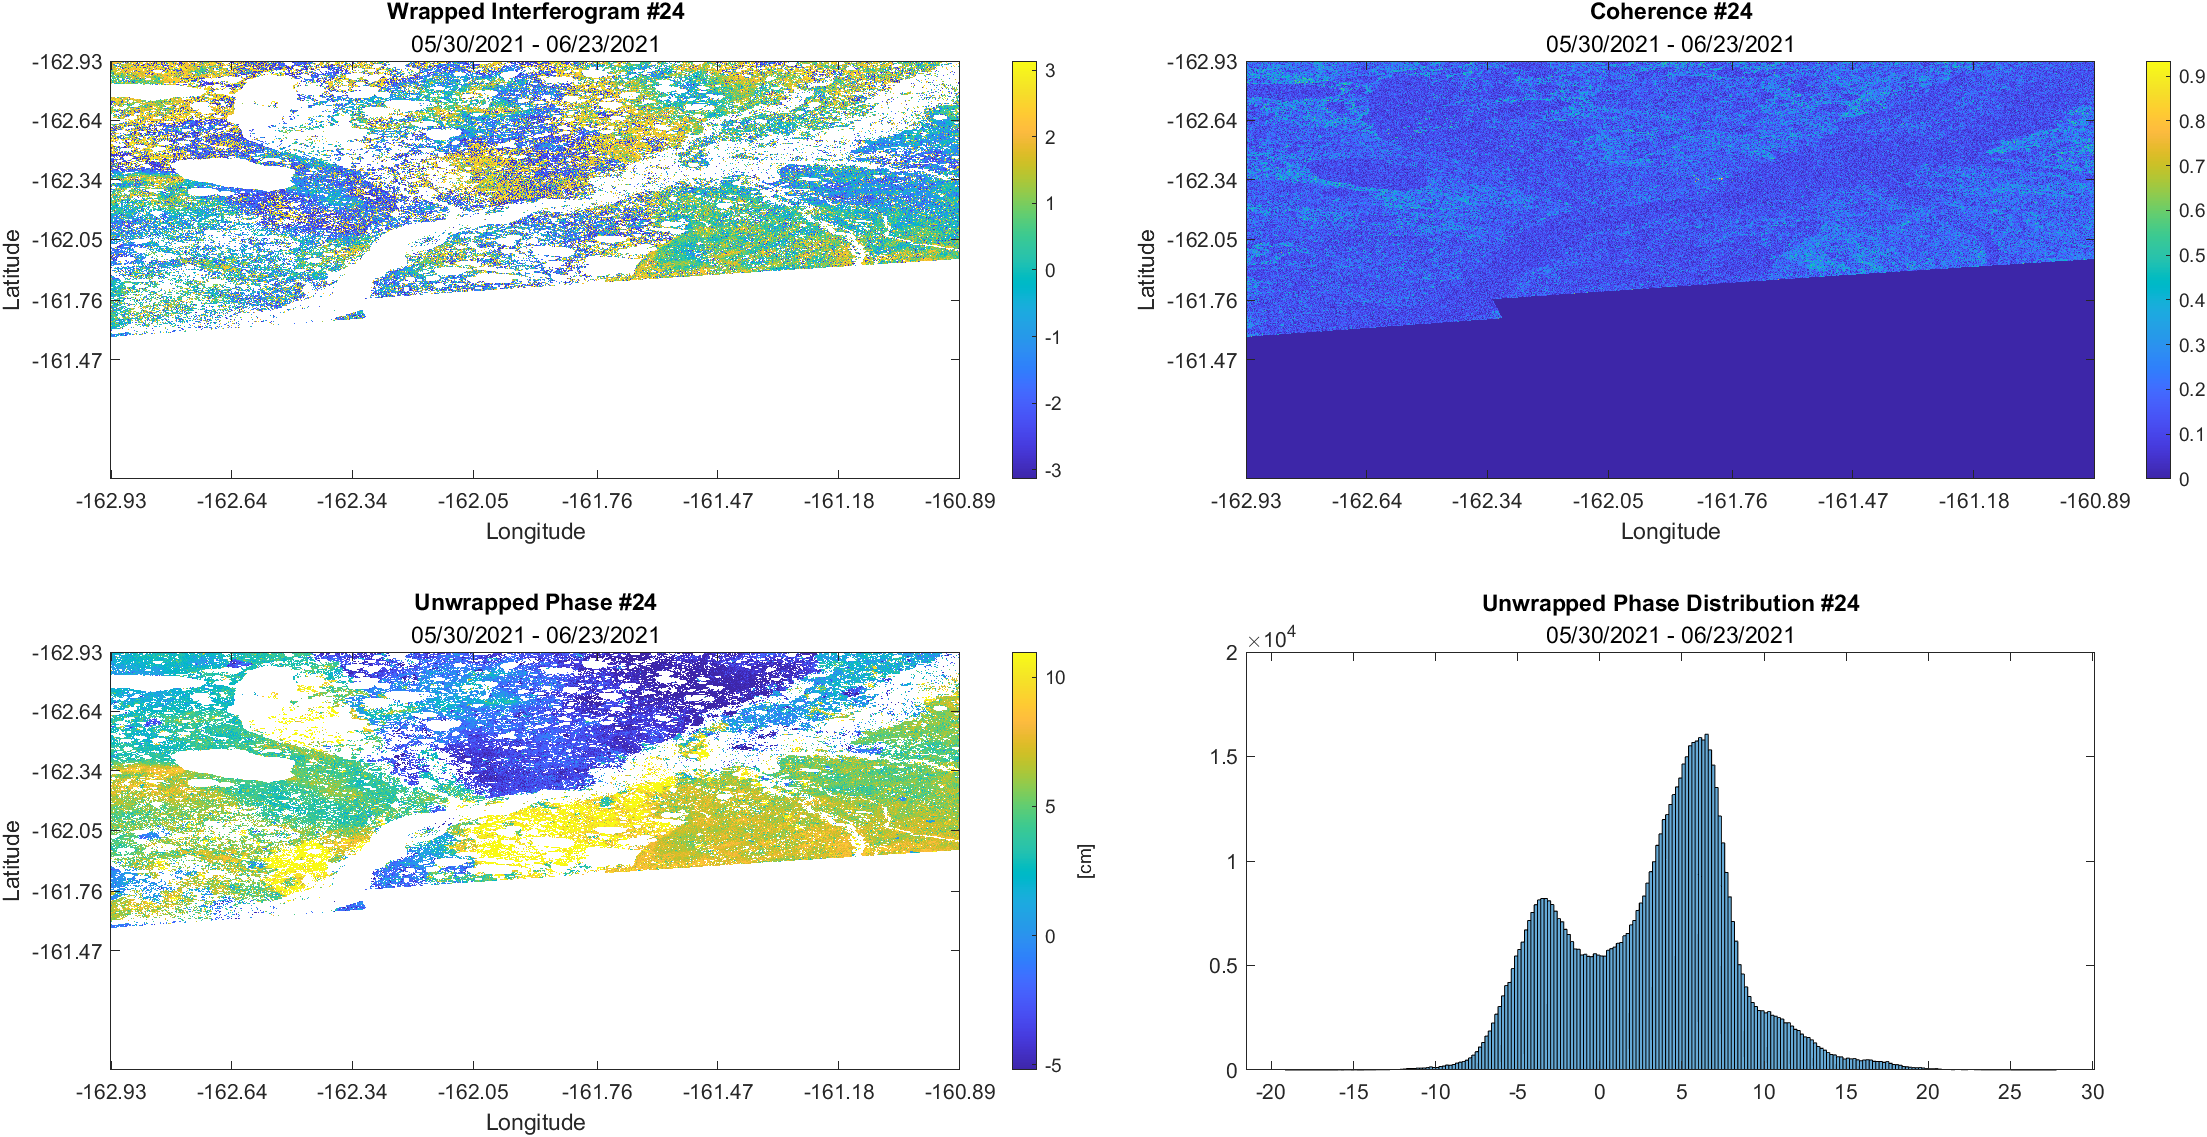 Wrapped Interferogram #24
05/30/2021 - 06/23/2021
-162.93
-162.64
-162.34
-162.05
-161.76
-161.47
Latitude
-162.93 -162.64 -162.34 -162.05 -161.76 -161.47 -161.18 -160.89
Longitude
3
2
1
0
-1
-2
-3
Coherence #24
05/30/2021 - 06/23/2021
-162.93
-162.64
-162.34
-162.05
-161.76
-161.47
Latitude
-162.93 -162.64 -162.34 -162.05 -161.76 -161.47 -161.18 -160.89
Longitude
0.9
0.8
0.7
0.6
0.5
0.4
0.3
0.2
0.1
0
Unwrapped Phase #24
05/30/2021 - 06/23/2021
-162.93
-162.64
-162.34
-162.05
-161.76
-161.47
Latitude
-162.93 -162.64 -162.34 -162.05 -161.76 -161.47 -161.18 -160.89
Longitude
10
5
0
-5
[cm]
Unwrapped Phase Distribution #24
05/30/2021 - 06/23/2021
×10⁴
2
1.5
1
0.5
0
-20 -15 -10 -5 0 5 10 15 20 25 30